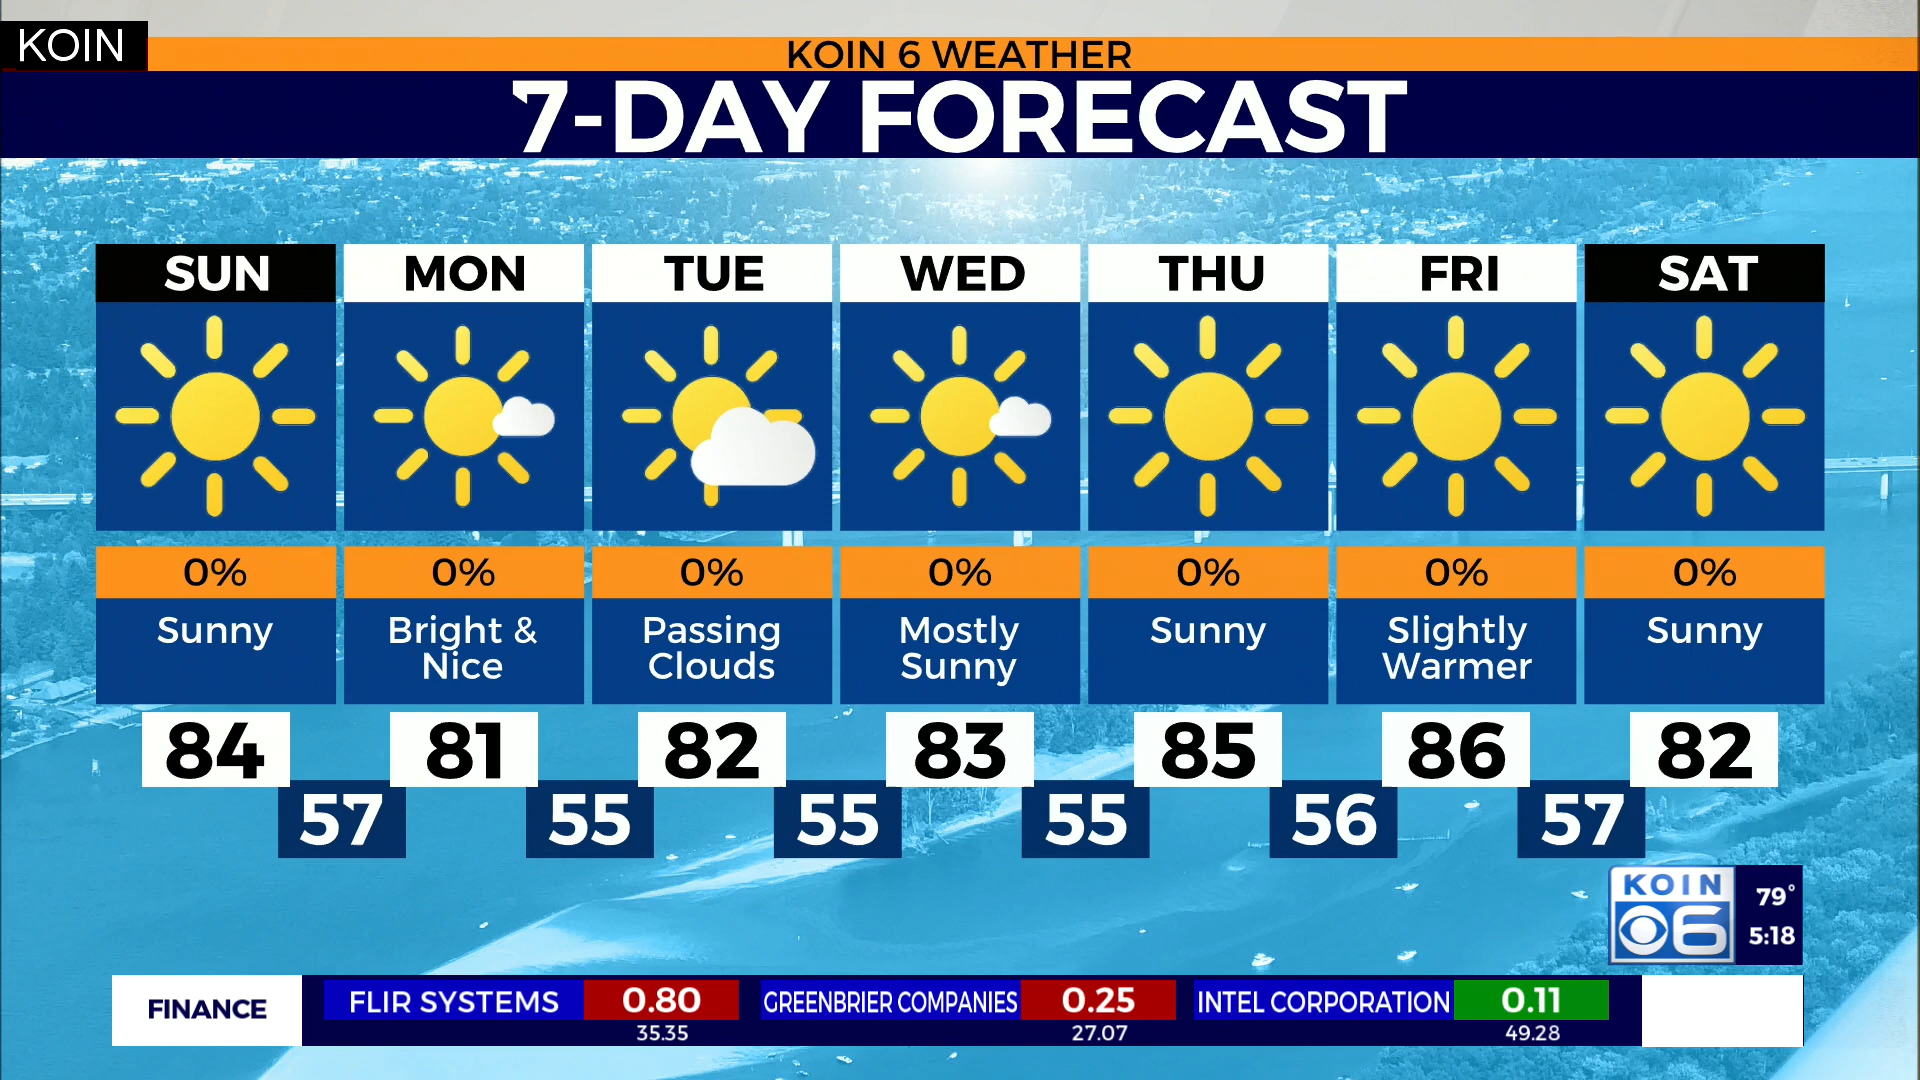 KOIN
KOIN 6 WEATHER
7-DAY FORECAST
SUN MON TUE WED THU FRI SAT
0% 0% 0% 0% 0% 0% 0%
Sunny
Bright &
Nice
Passing
Clouds
Mostly
Sunny
Sunny
Slightly
Warmer
Sunny
84 81 82 83 85 86 82
57 55 55 55 56 57
KOIN
6
79°
5:18
FINANCE
FLIR SYSTEMS 0.80
35.35
GREENBRIER COMPANIES 0.25
27.07
INTEL CORPORATION 0.11
49.28